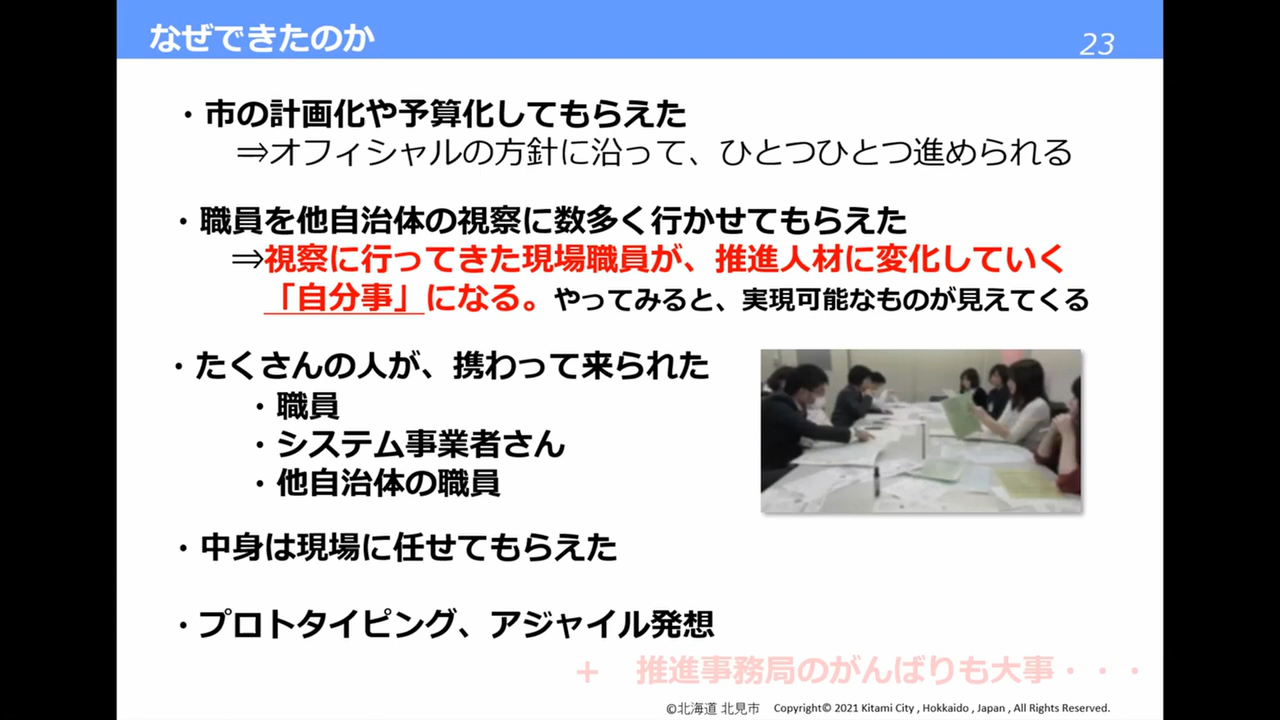 なぜできたのか
23
・市の計画化や予算化してもらえた
⇒オフィシャルの方針に沿って、ひとつひとつ進められる
・職員を他自治体の視察に数多く行かせてもらえた
⇒視察に行ってきた現場職員が、推進人材に変化していく
「自分事」になる。やってみると、実現可能なものが見えてくる
・たくさんの人が、携わって来られた
・職員
・システム事業者さん
・他自治体の職員
・中身は現場に任せてもらえた
・プロトタイピング、アジャイル発想
＋　推進事務局のがんばりも大事・・・
©北海道 北見市　Copyright© 2021 Kitami City , Hokkaido , Japan , All Rights Reserved.